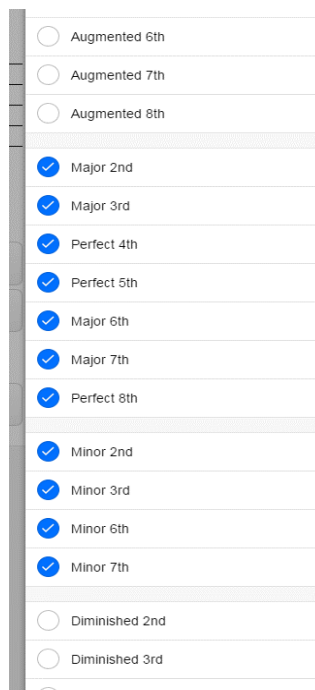 Augmented 6th
Augmented 7th
Augmented 8th
Major 2nd
Major 3rd
Perfect 4th
Perfect 5th
Major 6th
Major 7th
Perfect 8th
Minor 2nd
Minor 3rd
Minor 6th
Minor 7th
Diminished 2nd
Diminished 3rd